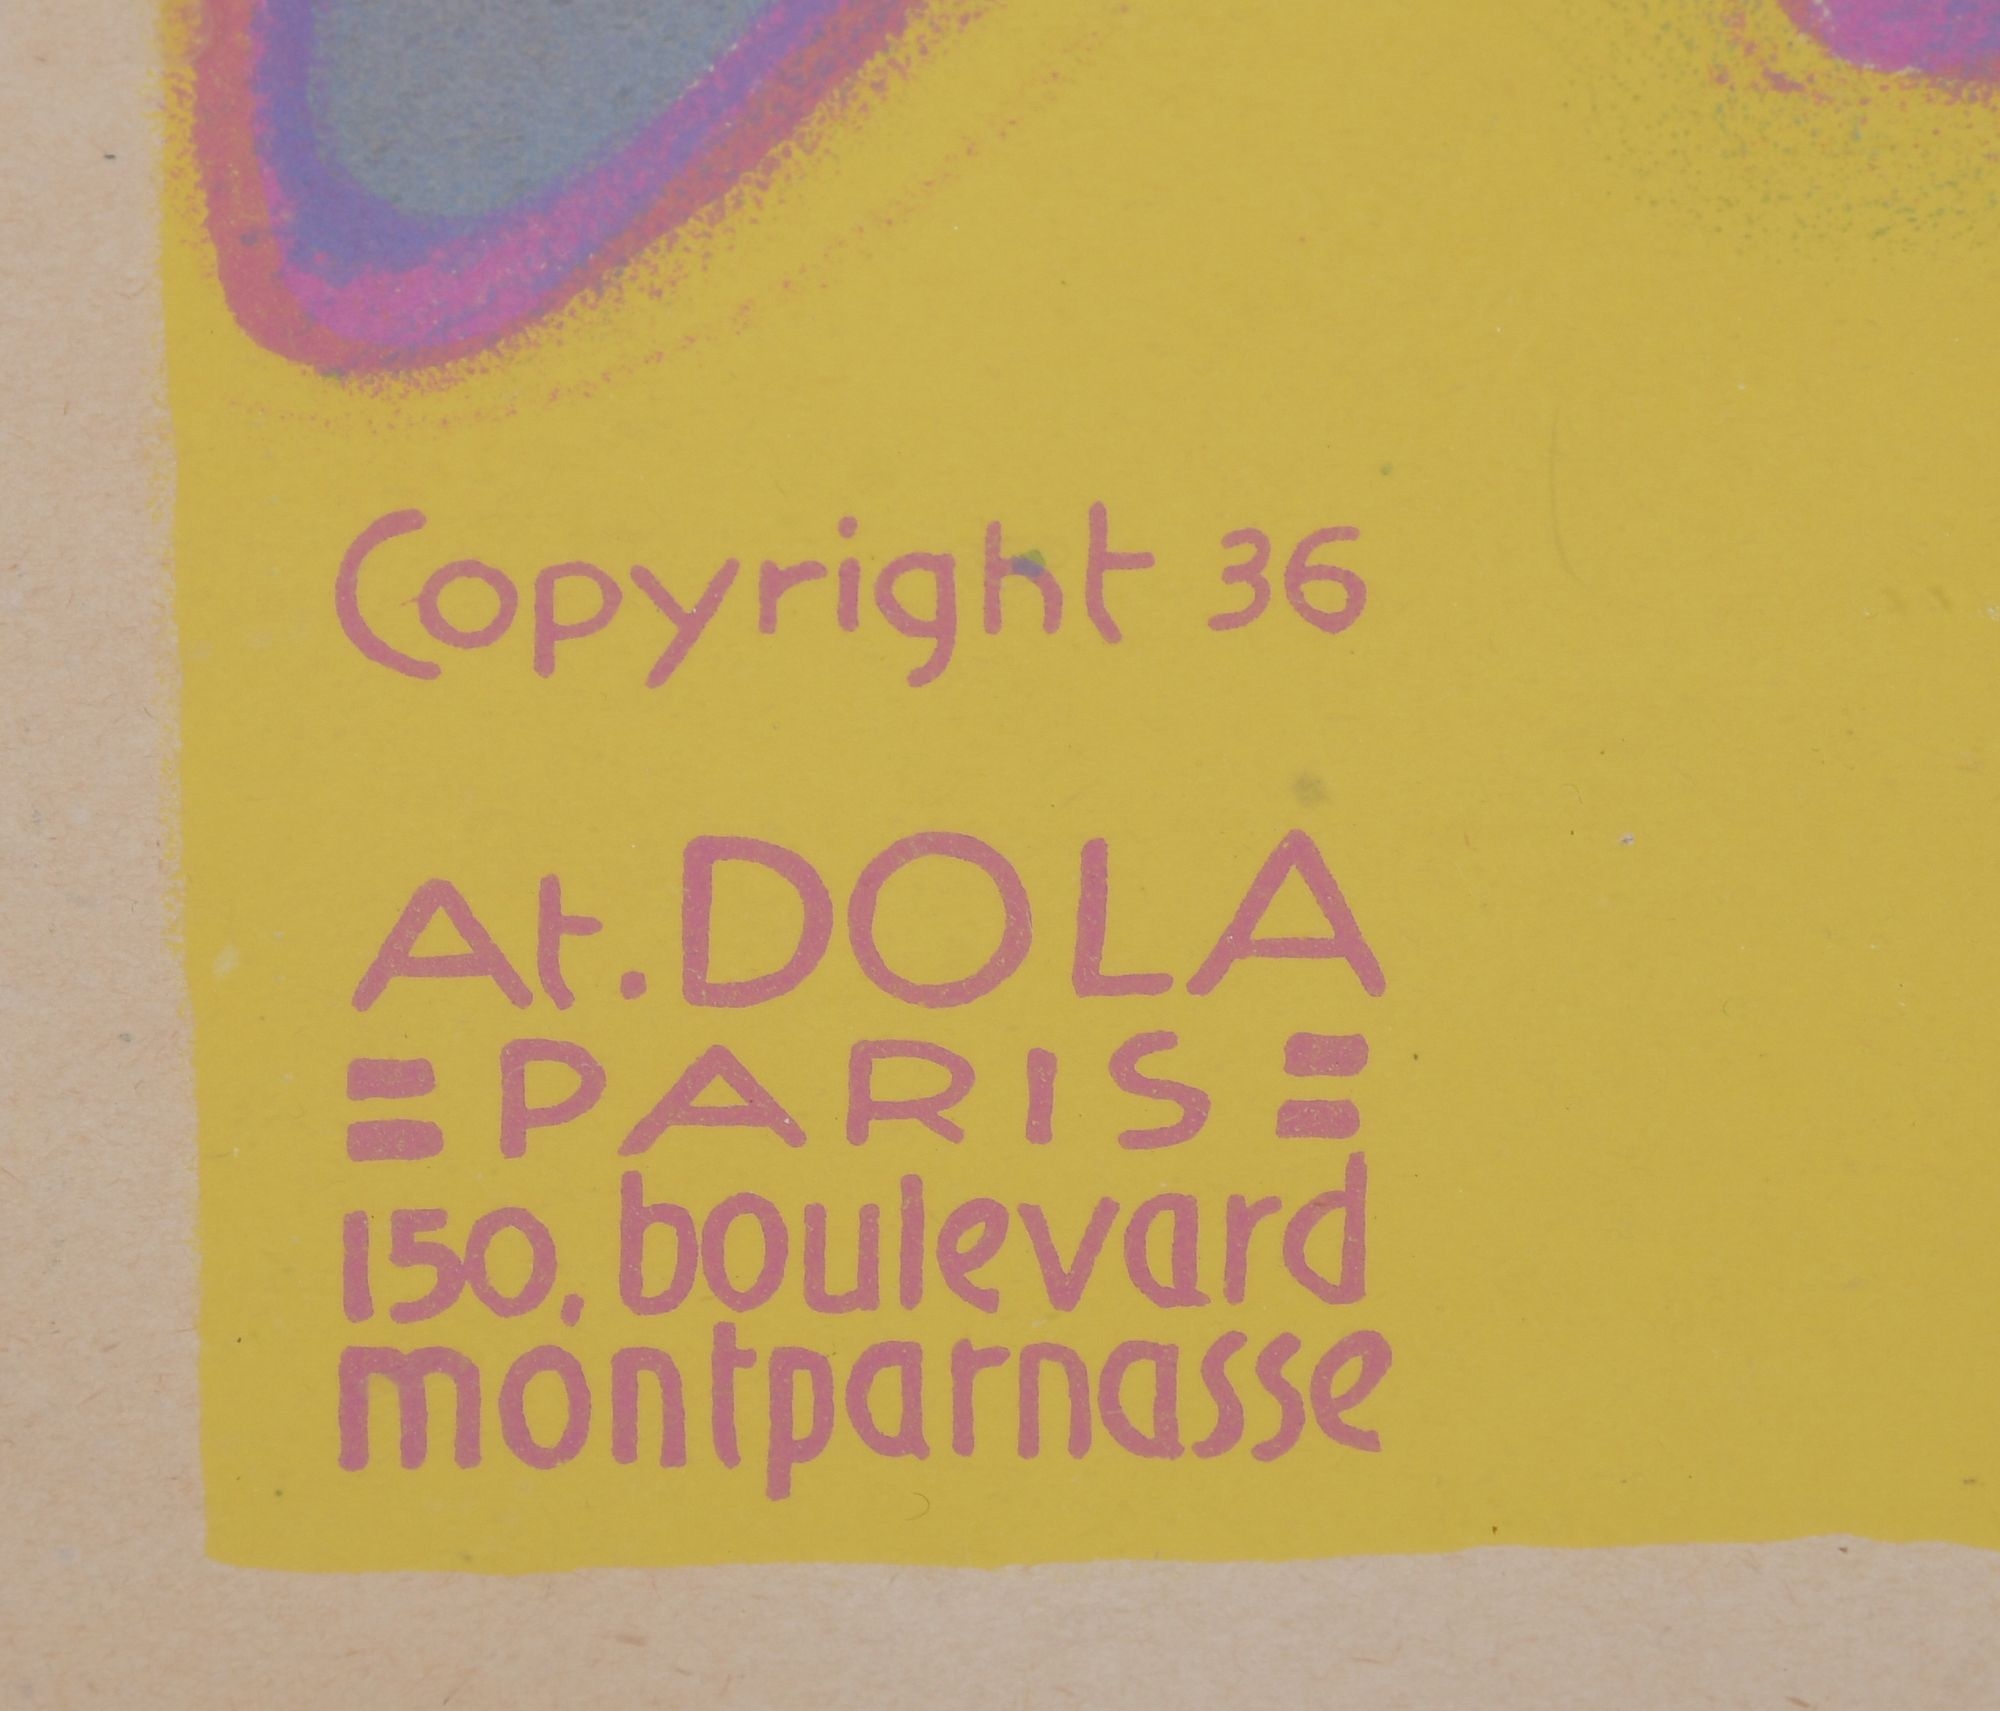 Copyright 36
At. DOLA
= PARIS =
150, boulevard
montparnasse